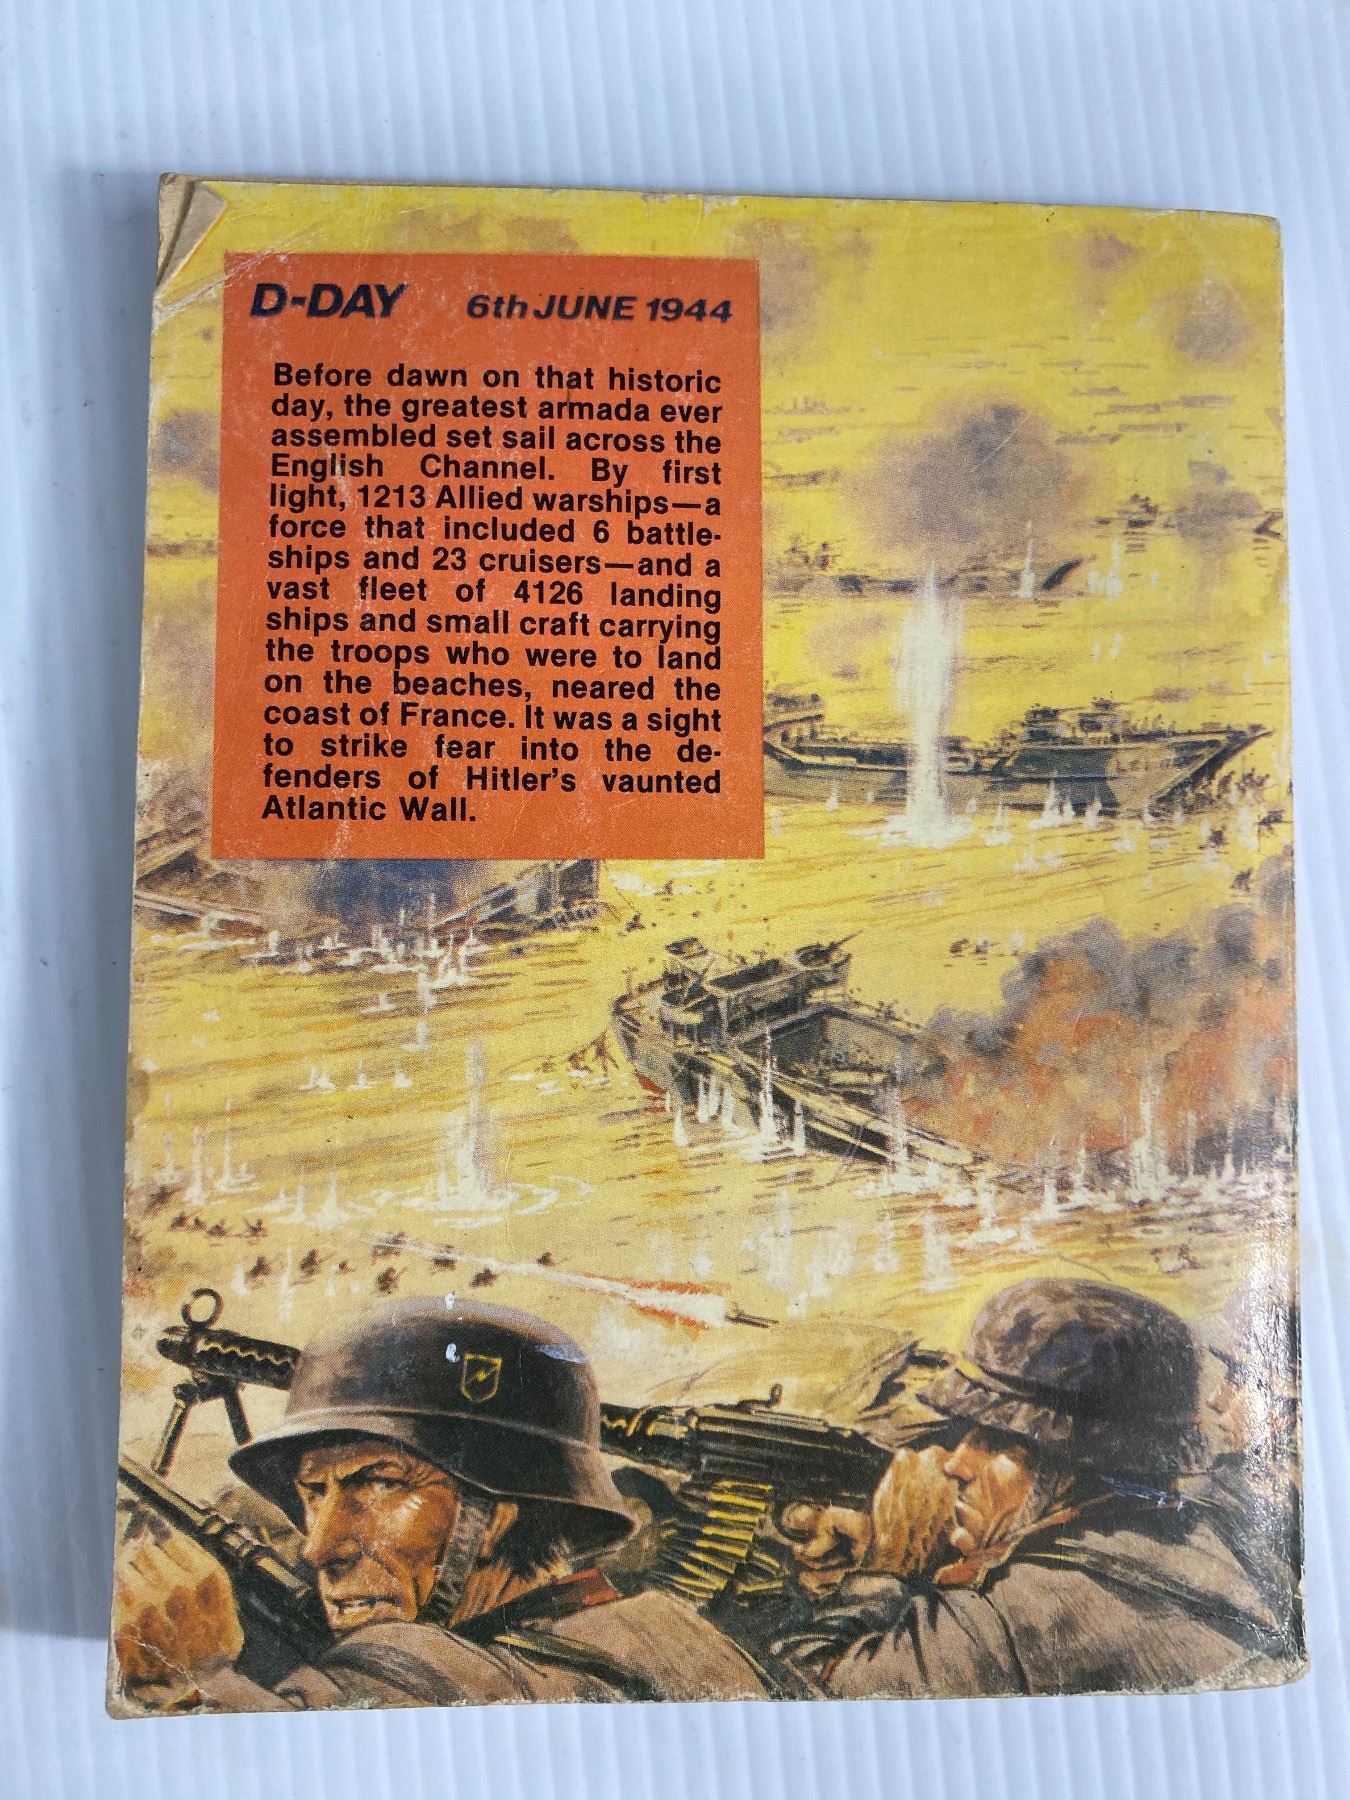 D-DAY 6th JUNE 1944
Before dawn on that historic
day, the greatest armada ever
assembled set sail across the
English Channel. By first
light, 1213 Allied warships—a
force that included 6 battle-
ships and 23 cruisers—and a
vast fleet of 4126 landing
ships and small craft carrying
the troops who were to land
on the beaches, neared the
coast of France. It was a sight
to strike fear into the de-
fenders of Hitler's vaunted
Atlantic Wall.